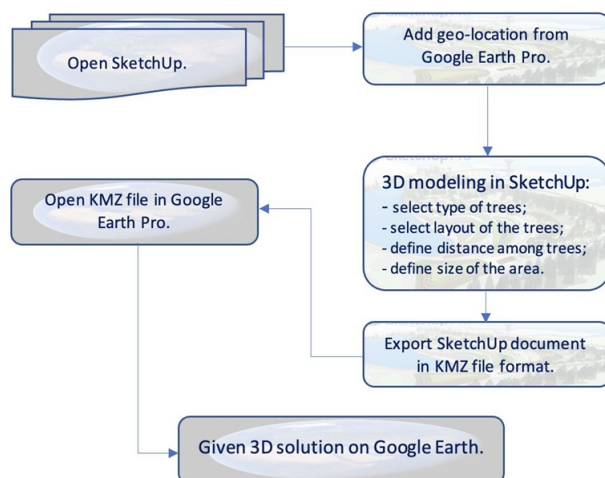 Open SketchUp.
Add geo-location from
Google Earth Pro.
3D modeling in SketchUp:
- select type of trees;
- select layout of the trees;
- define distance among trees;
- define size of the area.
Export SketchUp document
in KMZ file format.
Open KMZ file in Google
Earth Pro.
Given 3D solution on Google Earth.